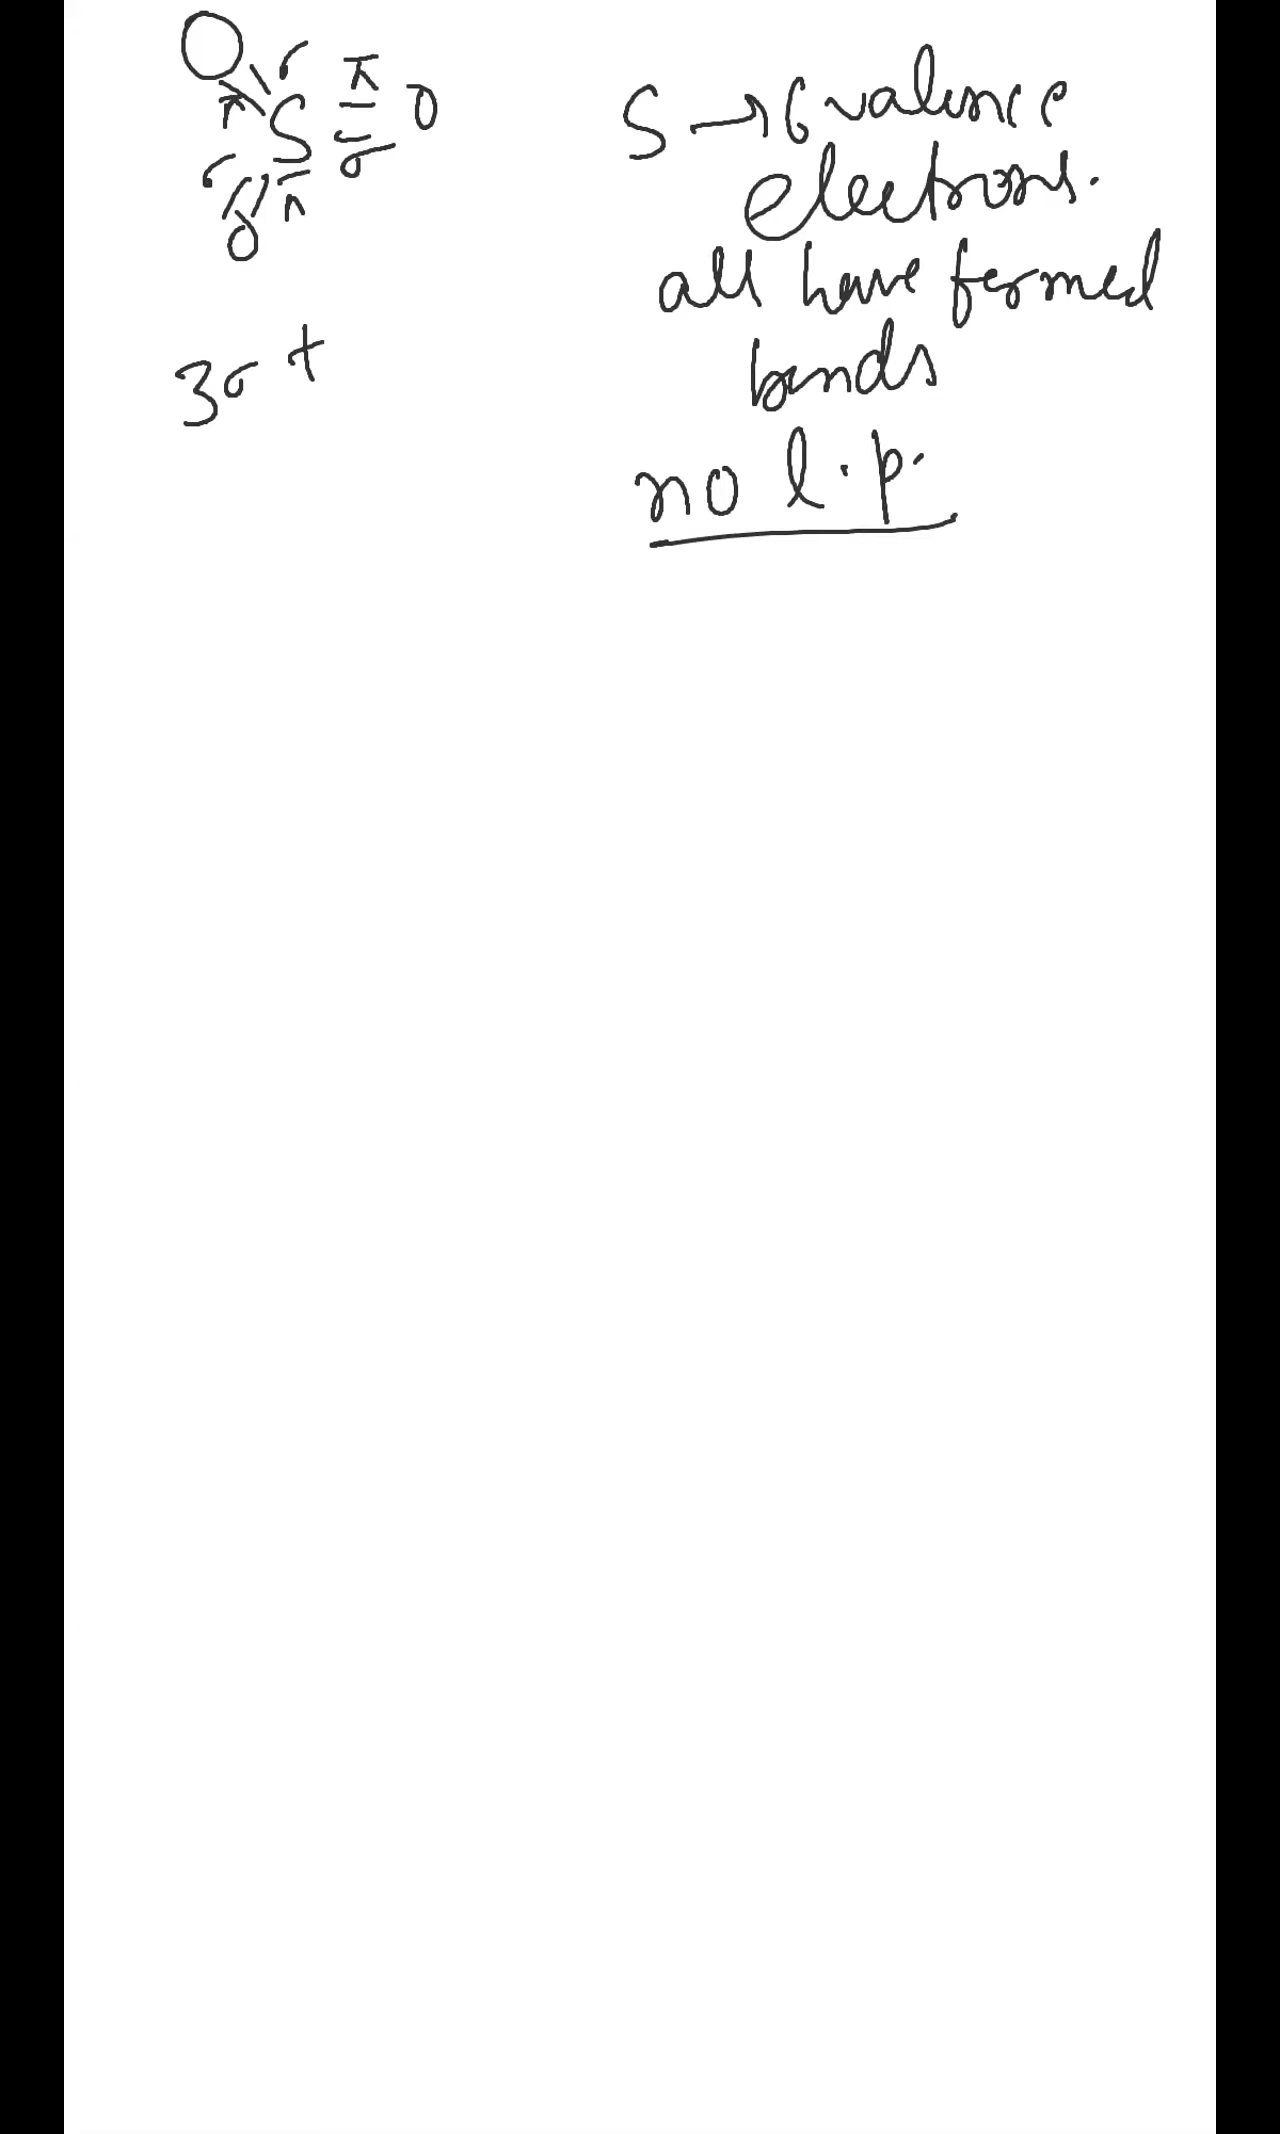 O σ π O
π S σ
σ π
O
3σ +
S → 6 valence
electrons.
all have formed
bonds
no l.p.